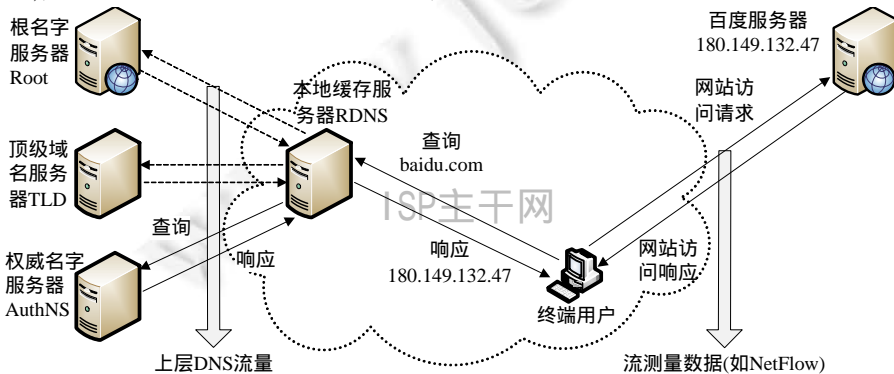 根名字
服务器
Root
顶级域
名服务
器TLD
权威名字
服务器
AuthNS
本地缓存服
务器RDNS
查询
响应
查询
baidu.com
ISP主干网
响应
180.149.132.47
终端用户
百度服务器
180.149.132.47
网站访
问请求
网站访
问响应
上层DNS流量
流测量数据(如NetFlow)